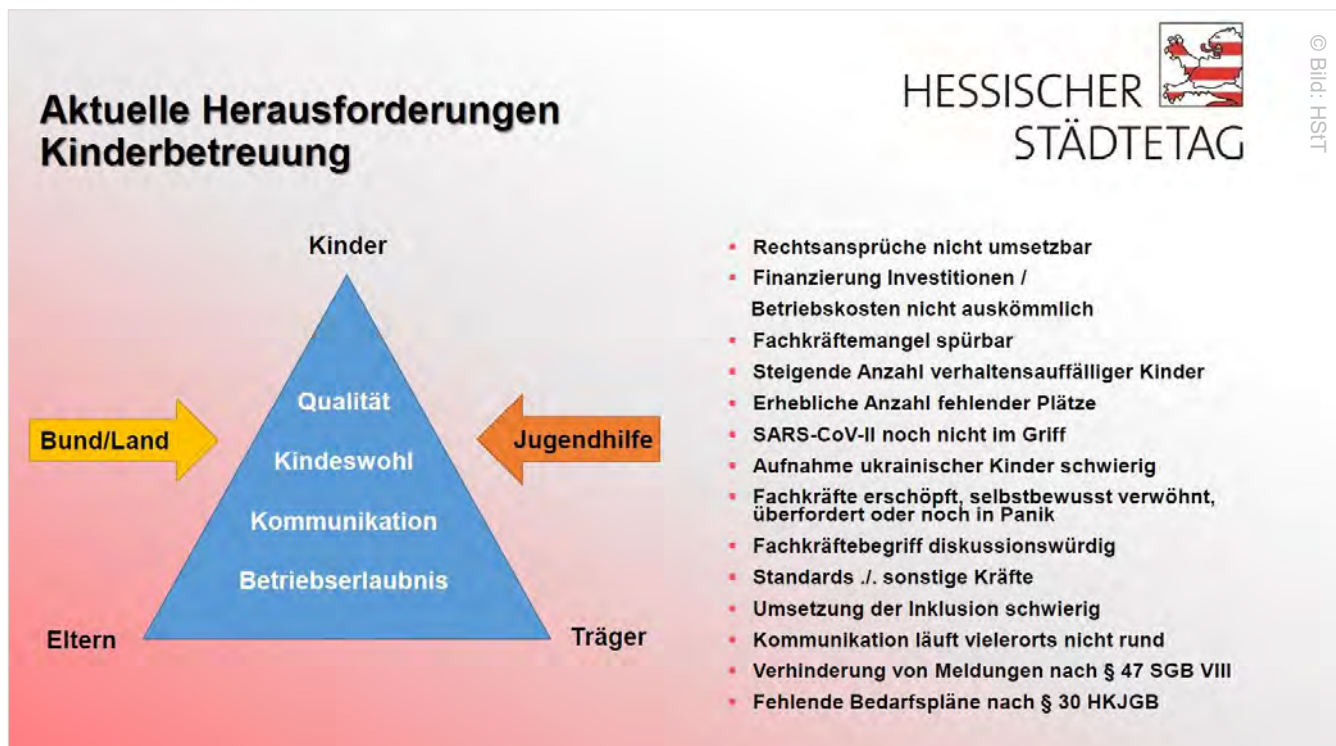 Aktuelle Herausforderungen
Kinderbetreuung
HESSISCHER
STÄDTETAG
© Bild: HStT
Kinder
Qualität
Kindeswohl
Kommunikation
Betriebserlaubnis
Bund/Land
Jugendhilfe
Eltern
Träger
▪ Rechtsansprüche nicht umsetzbar
▪ Finanzierung Investitionen /
Betriebskosten nicht auskömmlich
▪ Fachkräftemangel spürbar
▪ Steigende Anzahl verhaltensauffälliger Kinder
▪ Erhebliche Anzahl fehlender Plätze
▪ SARS-CoV-II noch nicht im Griff
▪ Aufnahme ukrainischer Kinder schwierig
▪ Fachkräfte erschöpft, selbstbewusst verwöhnt,
überfordert oder noch in Panik
▪ Fachkräftebegriff diskussionswürdig
▪ Standards ./. sonstige Kräfte
▪ Umsetzung der Inklusion schwierig
▪ Kommunikation läuft vielerorts nicht rund
▪ Verhinderung von Meldungen nach § 47 SGB VIII
▪ Fehlende Bedarfspläne nach § 30 HKJGB